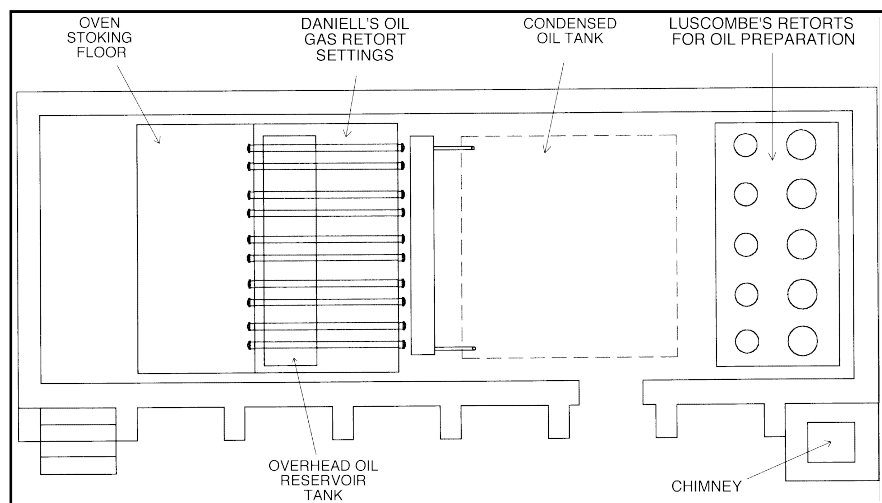 OVEN
STOKING
FLOOR
DANIELL'S OIL
GAS RETORT
SETTINGS
CONDENSED
OIL TANK
LUSCOMBE'S RETORTS
FOR OIL PREPARATION
OVERHEAD OIL
RESERVOIR
TANK
CHIMNEY